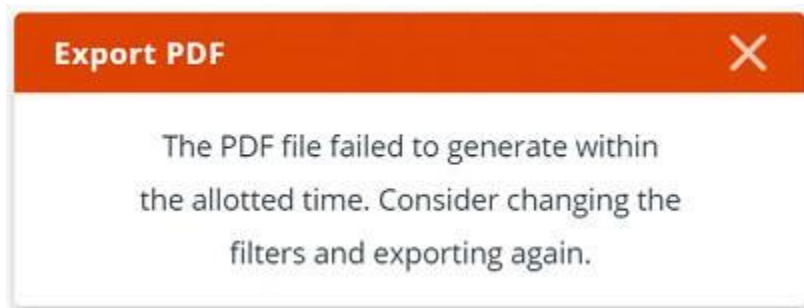 Export PDF
The PDF file failed to generate within
the allotted time. Consider changing the
filters and exporting again.